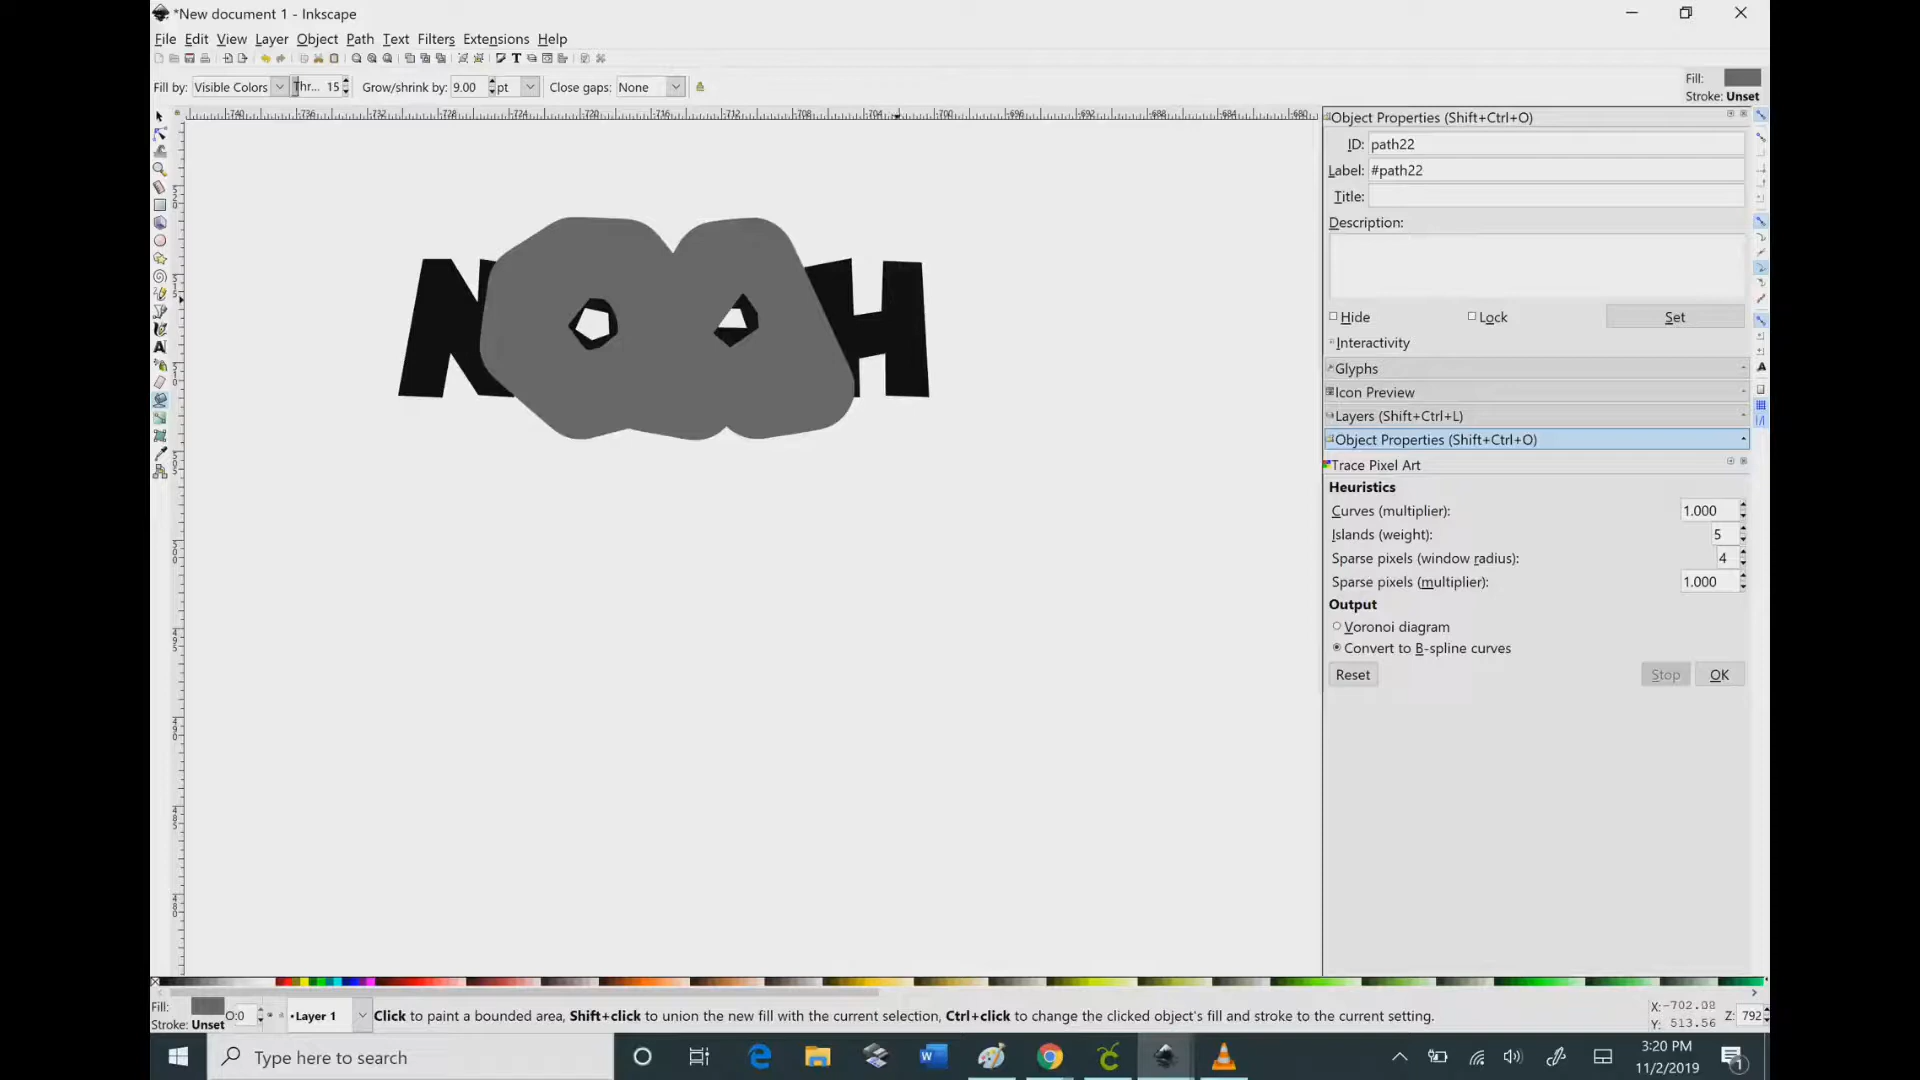 *New document 1 - Inkscape
File Edit View Layer Object Path Text Filters Extensions Help
Fill by: Visible Colors Thr... 15 Grow/shrink by: 9.00 pt Close gaps: None
Fill:
Stroke: Unset
Object Properties (Shift+Ctrl+O)
ID: path22
Label: #path22
Title:
Description:
Hide Lock Set
Interactivity
Glyphs
Icon Preview
Layers (Shift+Ctrl+L)
Object Properties (Shift+Ctrl+O)
Trace Pixel Art
Heuristics
Curves (multiplier): 1.000
Islands (weight): 5
Sparse pixels (window radius): 4
Sparse pixels (multiplier): 1.000
Output
Voronoi diagram
Convert to B-spline curves
Reset Stop OK
N H
Fill: O:0 •Layer 1 Click to paint a bounded area, Shift+click to union the new fill with the current selection, Ctrl+click to change the clicked object's fill and stroke to the current setting. X:-702.08 Z: 792
Stroke: Unset Y: 513.56
Type here to search
3:20 PM
11/2/2019
1